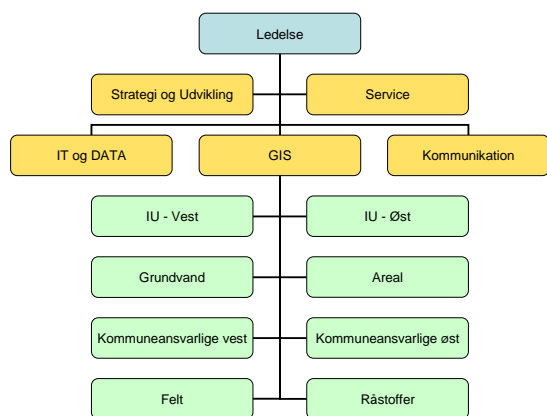 Ledelse
Strategi og Udvikling
Service
IT og DATA
GIS
Kommunikation
IU - Vest
IU - Øst
Grundvand
Areal
Kommuneansvarlige vest
Kommuneansvarlige øst
Felt
Råstoffer